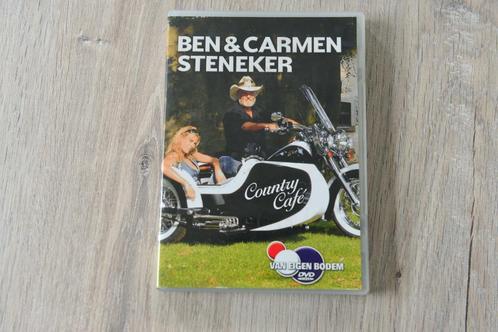 BEN & CARMEN
STENEKER
Country
Café
VAN EIGEN BODEM
DVD